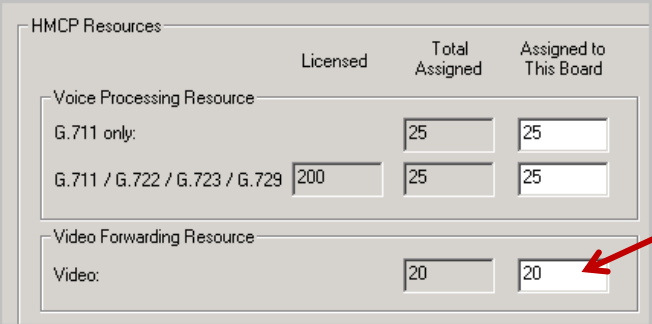 HMCP Resources
Licensed Total Assigned Assigned to This Board
Voice Processing Resource
G.711 only: 25 25
G.711 / G.722 / G.723 / G.729 200 25 25
Video Forwarding Resource
Video: 20 20